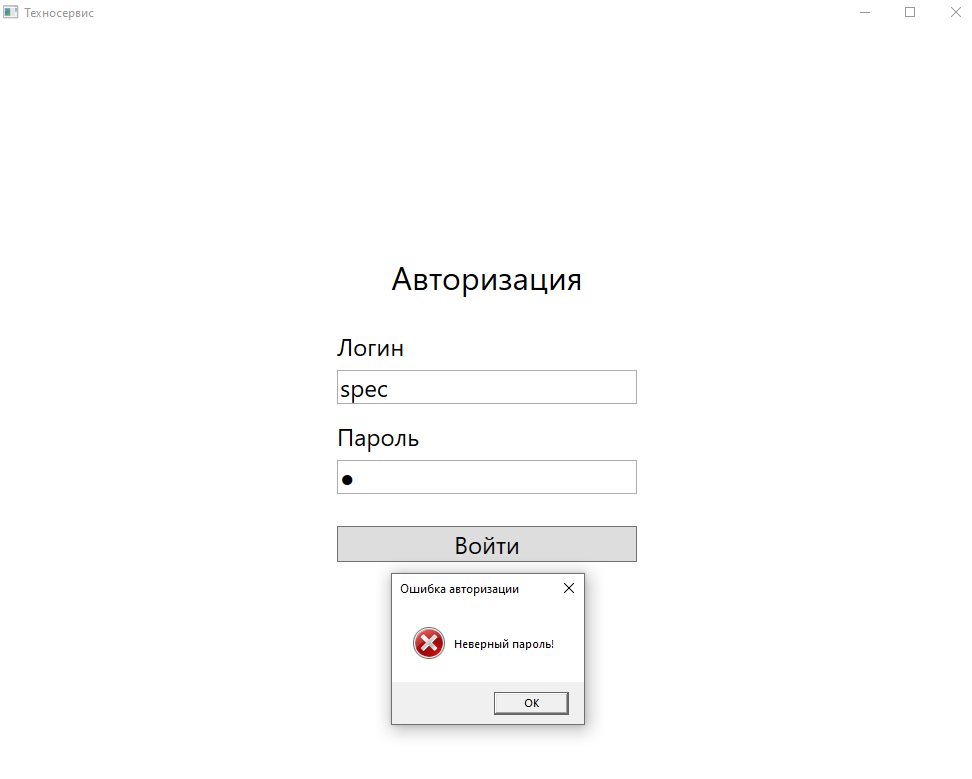 Техносервис
Авторизация
Логин
spec
Пароль
Войти
Ошибка авторизации
Неверный пароль!
OK